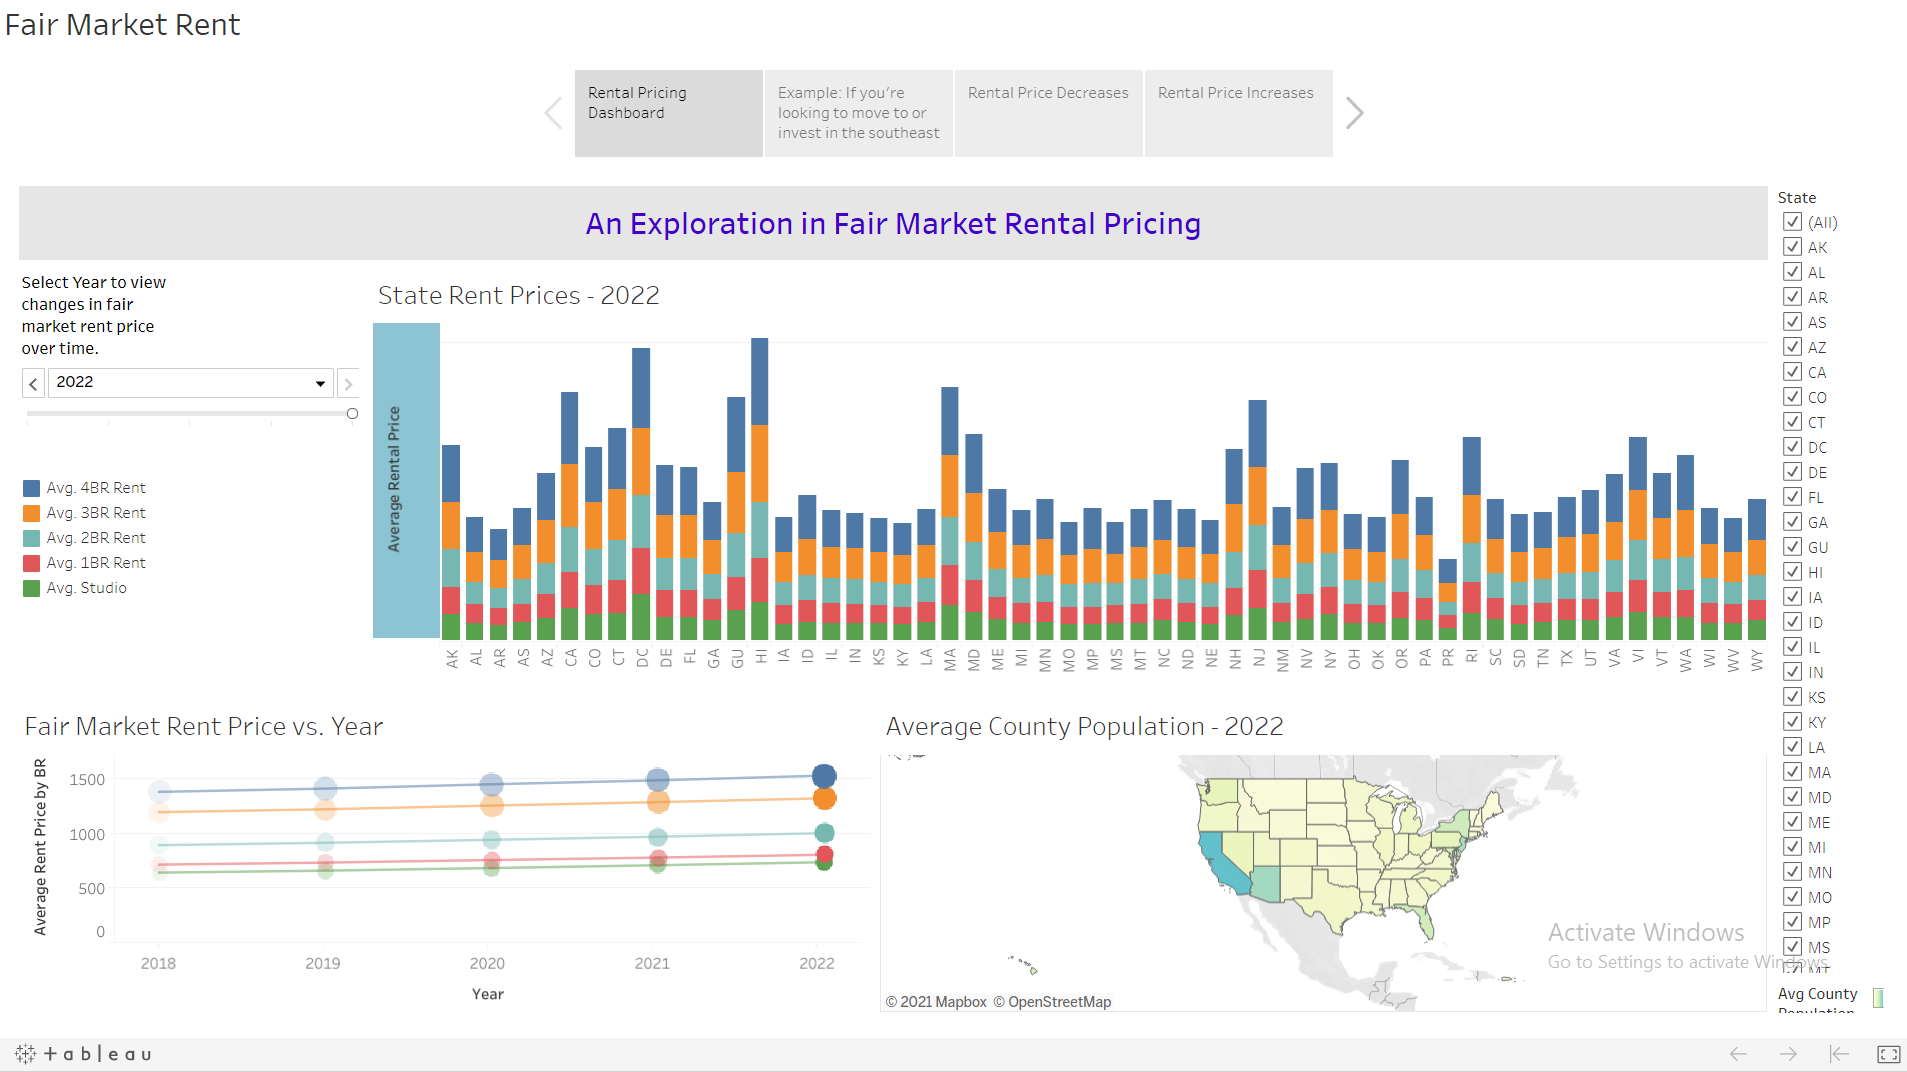 Fair Market Rent
Rental Pricing
Dashboard
Example: If you're
looking to move to or
invest in the southeast
Rental Price Decreases
Rental Price Increases
An Exploration in Fair Market Rental Pricing
Select Year to view
changes in fair
market rent price
over time.
2022
Avg. 4BR Rent
Avg. 3BR Rent
Avg. 2BR Rent
Avg. 1BR Rent
Avg. Studio
State Rent Prices - 2022
Average Rental Price
AK AL AR AS AZ CA CO CT DC DE FL GA GU HI IA ID IL IN KS KY LA MA MD ME MI MN MO MP MS MT NC ND NE NH NJ NM NV NY OH OK OR PA PR RI SC SD TN TX UT VA VI VT WA WI WV WY
State
(All)
AK
AL
AR
AS
AZ
CA
CO
CT
DC
DE
FL
GA
GU
HI
IA
ID
IL
IN
KS
KY
LA
MA
MD
ME
MI
MN
MO
MP
MS
MT
Avg County
Population
Fair Market Rent Price vs. Year
Average Rent Price by BR
1500
1000
500
0
2018 2019 2020 2021 2022
Year
Average County Population - 2022
© 2021 Mapbox © OpenStreetMap
Activate Windows
Go to Settings to activate Windows.
+ableau